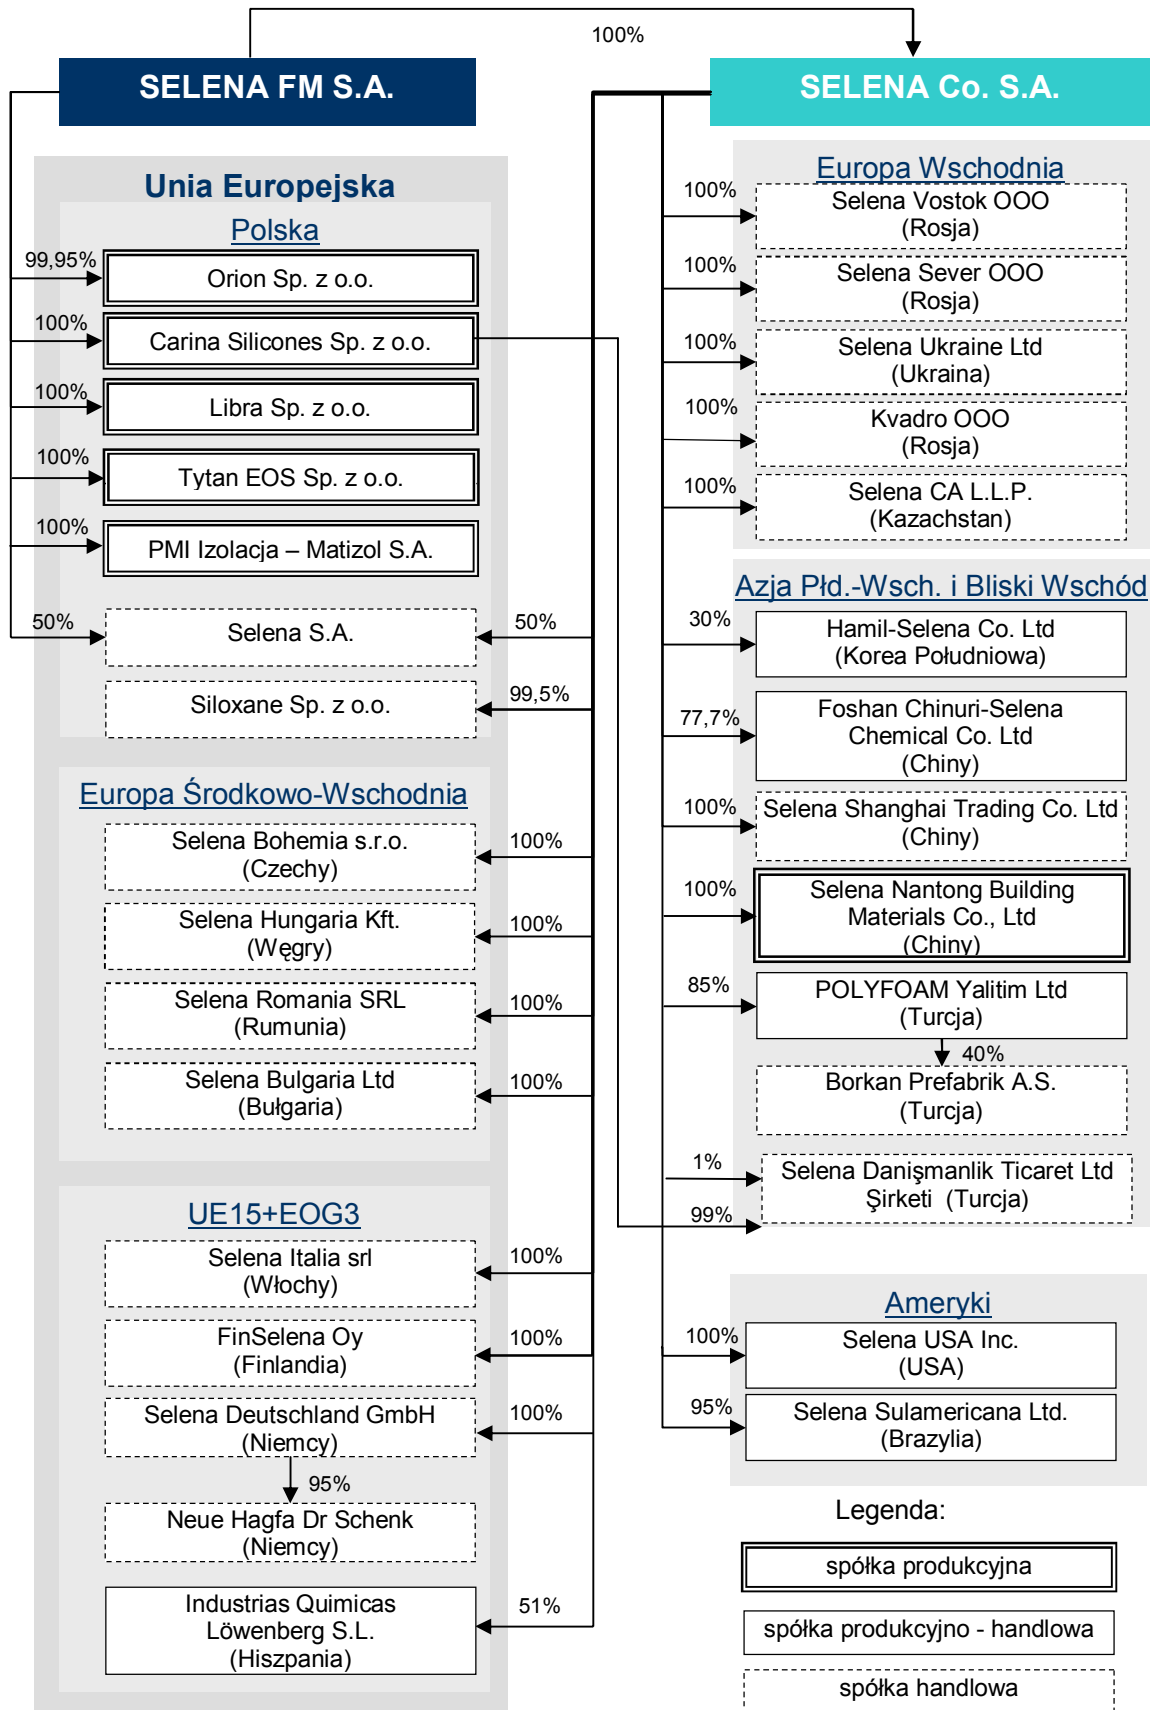 100%
SELENA FM S.A.
SELENA Co. S.A.
Unia Europejska
Polska
99,95%
Orion Sp. z o.o.
100%
Carina Silicones Sp. z o.o.
100%
Libra Sp. z o.o.
100%
Tytan EOS Sp. z o.o.
100%
PMI Izolacja – Matizol S.A.
50%
Selena S.A.
50%
Siloxane Sp. z o.o.
99,5%
Europa Środkowo-Wschodnia
Selena Bohemia s.r.o.
(Czechy)
100%
Selena Hungaria Kft.
(Węgry)
100%
Selena Romania SRL
(Rumunia)
100%
Selena Bulgaria Ltd
(Bułgaria)
100%
UE15+EOG3
Selena Italia srl
(Włochy)
100%
FinSelena Oy
(Finlandia)
100%
Selena Deutschland GmbH
(Niemcy)
100%
95%
Neue Hagfa Dr Schenk
(Niemcy)
Industrias Quimicas
Löwenberg S.L.
(Hiszpania)
51%
Europa Wschodnia
100%
Selena Vostok OOO
(Rosja)
100%
Selena Sever OOO
(Rosja)
100%
Selena Ukraine Ltd
(Ukraina)
100%
Kvadro OOO
(Rosja)
100%
Selena CA L.L.P.
(Kazachstan)
Azja Płd.-Wsch. i Bliski Wschód
30%
Hamil-Selena Co. Ltd
(Korea Południowa)
77,7%
Foshan Chinuri-Selena
Chemical Co. Ltd
(Chiny)
100%
Selena Shanghai Trading Co. Ltd
(Chiny)
100%
Selena Nantong Building
Materials Co., Ltd
(Chiny)
85%
POLYFOAM Yalitim Ltd
(Turcja)
40%
Borkan Prefabrik A.S.
(Turcja)
1%
Selena Danişmanlik Ticaret Ltd
Şirketi (Turcja)
99%
Ameryki
100%
Selena USA Inc.
(USA)
95%
Selena Sulamericana Ltd.
(Brazylia)
Legenda:
spółka produkcyjna
spółka produkcyjno - handlowa
spółka handlowa